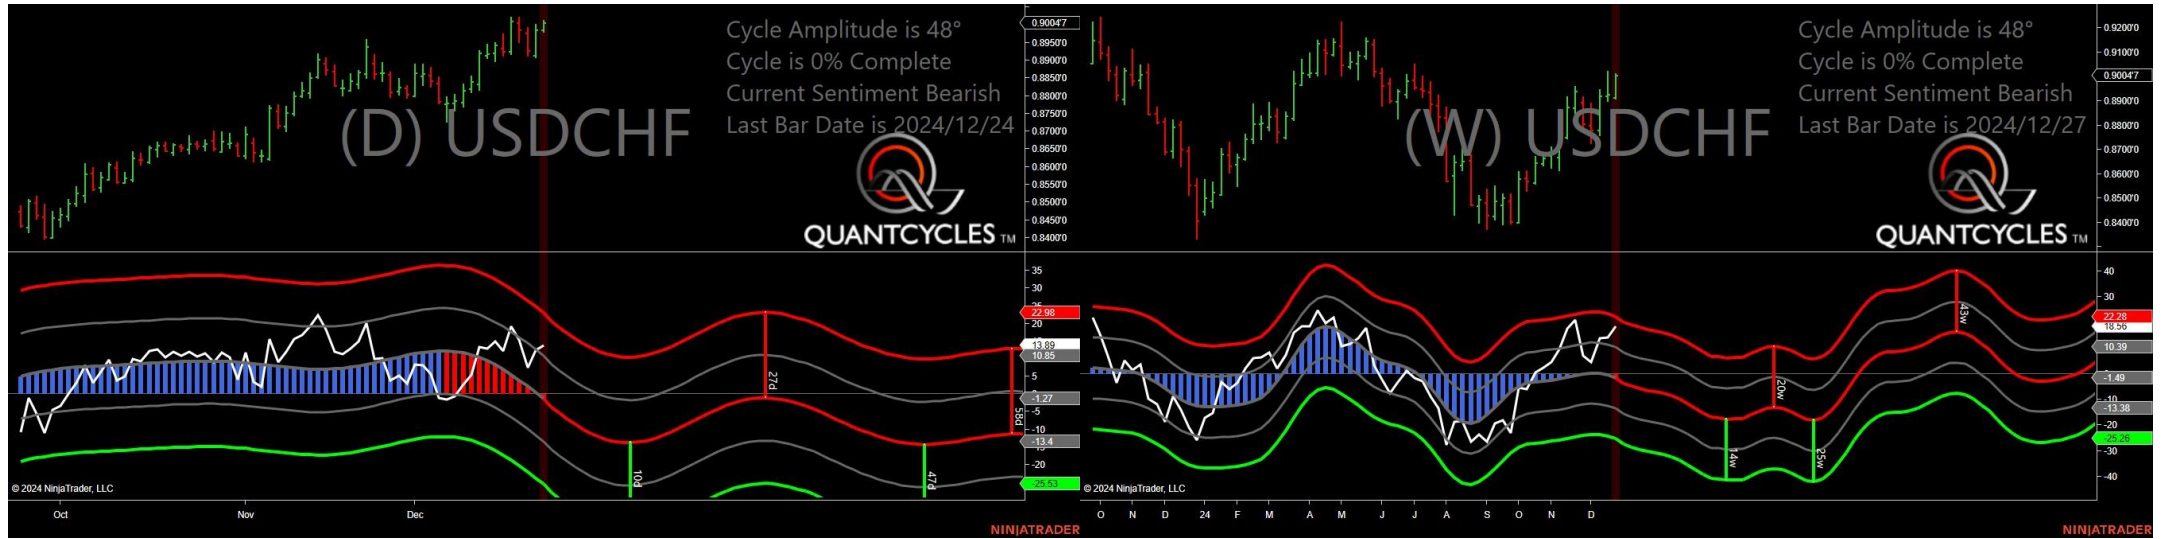 Cycle Amplitude is 48°
Cycle is 0% Complete
Current Sentiment Bearish
Last Bar Date is 2024/12/24
(D) USDCHF
QUANTCYCLES TM
0.9004'7
0.8950'0
0.8900'0
0.8850'0
0.8800'0
0.8700'0
0.8650'0
0.8600'0
0.8550'0
0.8500'0
0.8450'0
0.8400'0
35
30
22.98
20
13.89
10.85
5
-1.27
-5
-10
-13.4
-20
-25.53
27d
10d
47d
58d
© 2024 NinjaTrader, LLC
Oct Nov Dec
NINJATRADER
Cycle Amplitude is 48°
Cycle is 0% Complete
Current Sentiment Bearish
Last Bar Date is 2024/12/27
(W) USDCHF
QUANTCYCLES TM
0.9200'0
0.9100'0
0.9004'7
0.8900'0
0.8800'0
0.8700'0
0.8600'0
0.8500'0
0.8400'0
40
30
22.28
18.56
10.39
-1.49
-10
-13.38
-20
-25.26
-30
-40
43w
20w
14w
25w
© 2024 NinjaTrader, LLC
O N D 24 F M A M J J A S O N D
NINJATRADER